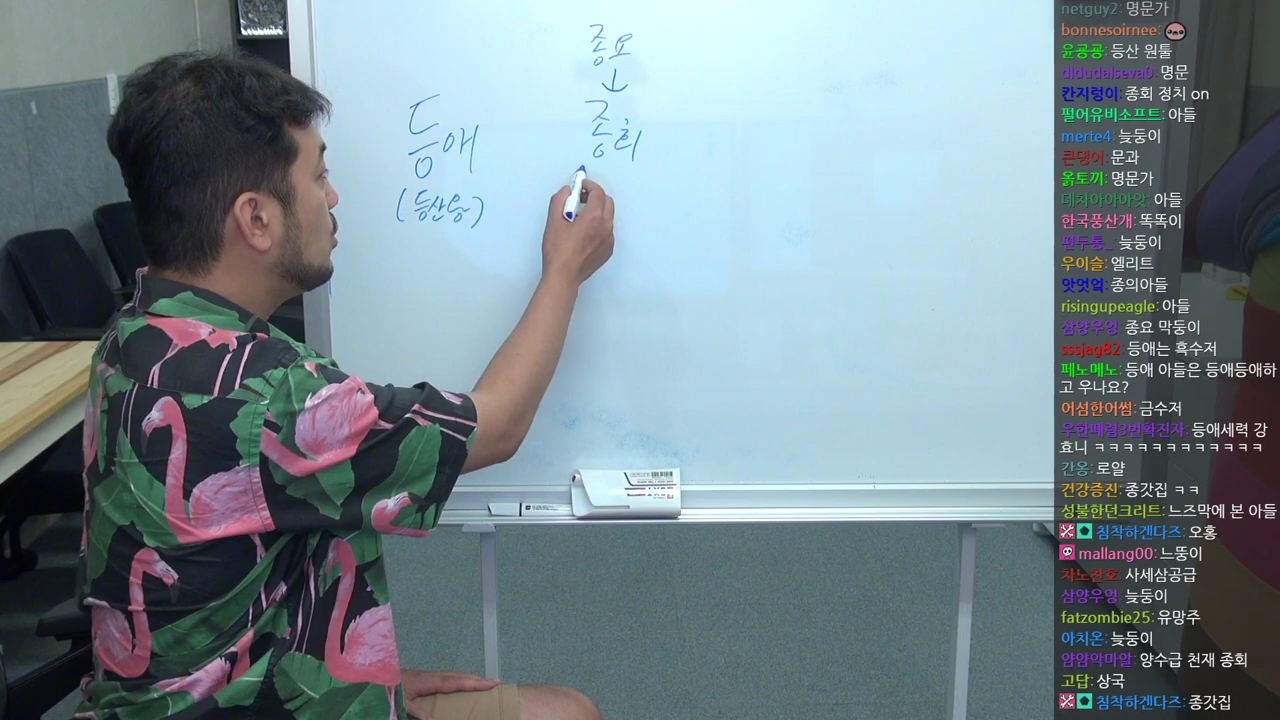 종요
↓
종회
등애
(등산왕)
netguy2: 명문가
bonnesoirnee:
윤공공: 등산 원툴
dldudalseva0: 명문
칸지렁이: 종회 정치 on
펄어유비소프트: 아들
merte4: 늦둥이
큰댕이: 문과
옭토끼: 명문가
데자아아아앗: 아들
한국풍산개: 똑똑이
핀두통_: 늦둥이
우이슬: 엘리트
앗엇엌: 종의아들
risingupeagle: 아들
삼양우엉: 종요 막둥이
sssjag82: 등애는 흑수저
페노메노: 등애 아들은 등애등애하
고 우나요?
어섬한어썸: 금수저
우한폐렴3번확진자: 등애세력 강
효니 ㅋㅋㅋㅋㅋㅋㅋㅋㅋㅋㅋㅋ
간옹: 로얄
건강증진: 종갓집 ㅋㅋ
성불한던크리트: 느즈막에 본 아들
침착하겐다즈: 오홍
mallang00: 느뚱이
차노잔호: 사세삼공급
삼양우엉: 늦둥이
fatzombie25: 유망주
아치온: 늦둥이
얌얌악마알: 양수급 천재 종회
고답: 상국
침착하겐다즈: 종갓집